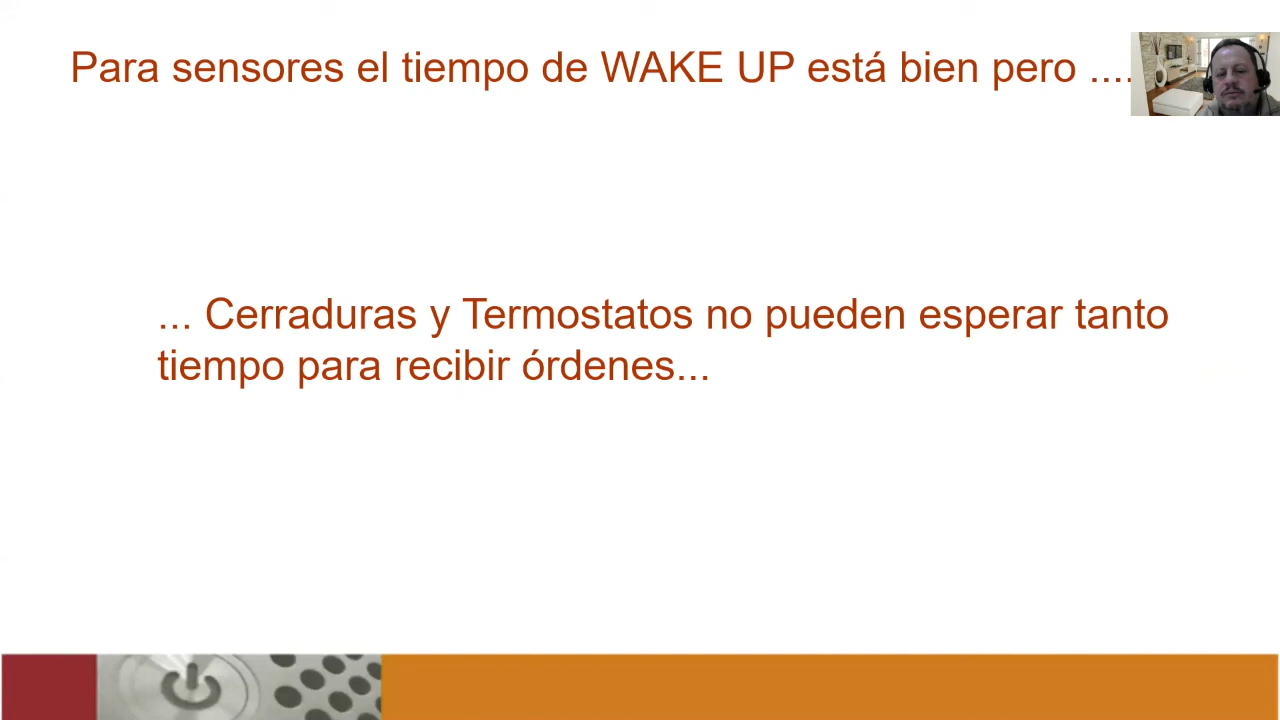 Para sensores el tiempo de WAKE UP está bien pero ....
... Cerraduras y Termostatos no pueden esperar tanto
tiempo para recibir órdenes...